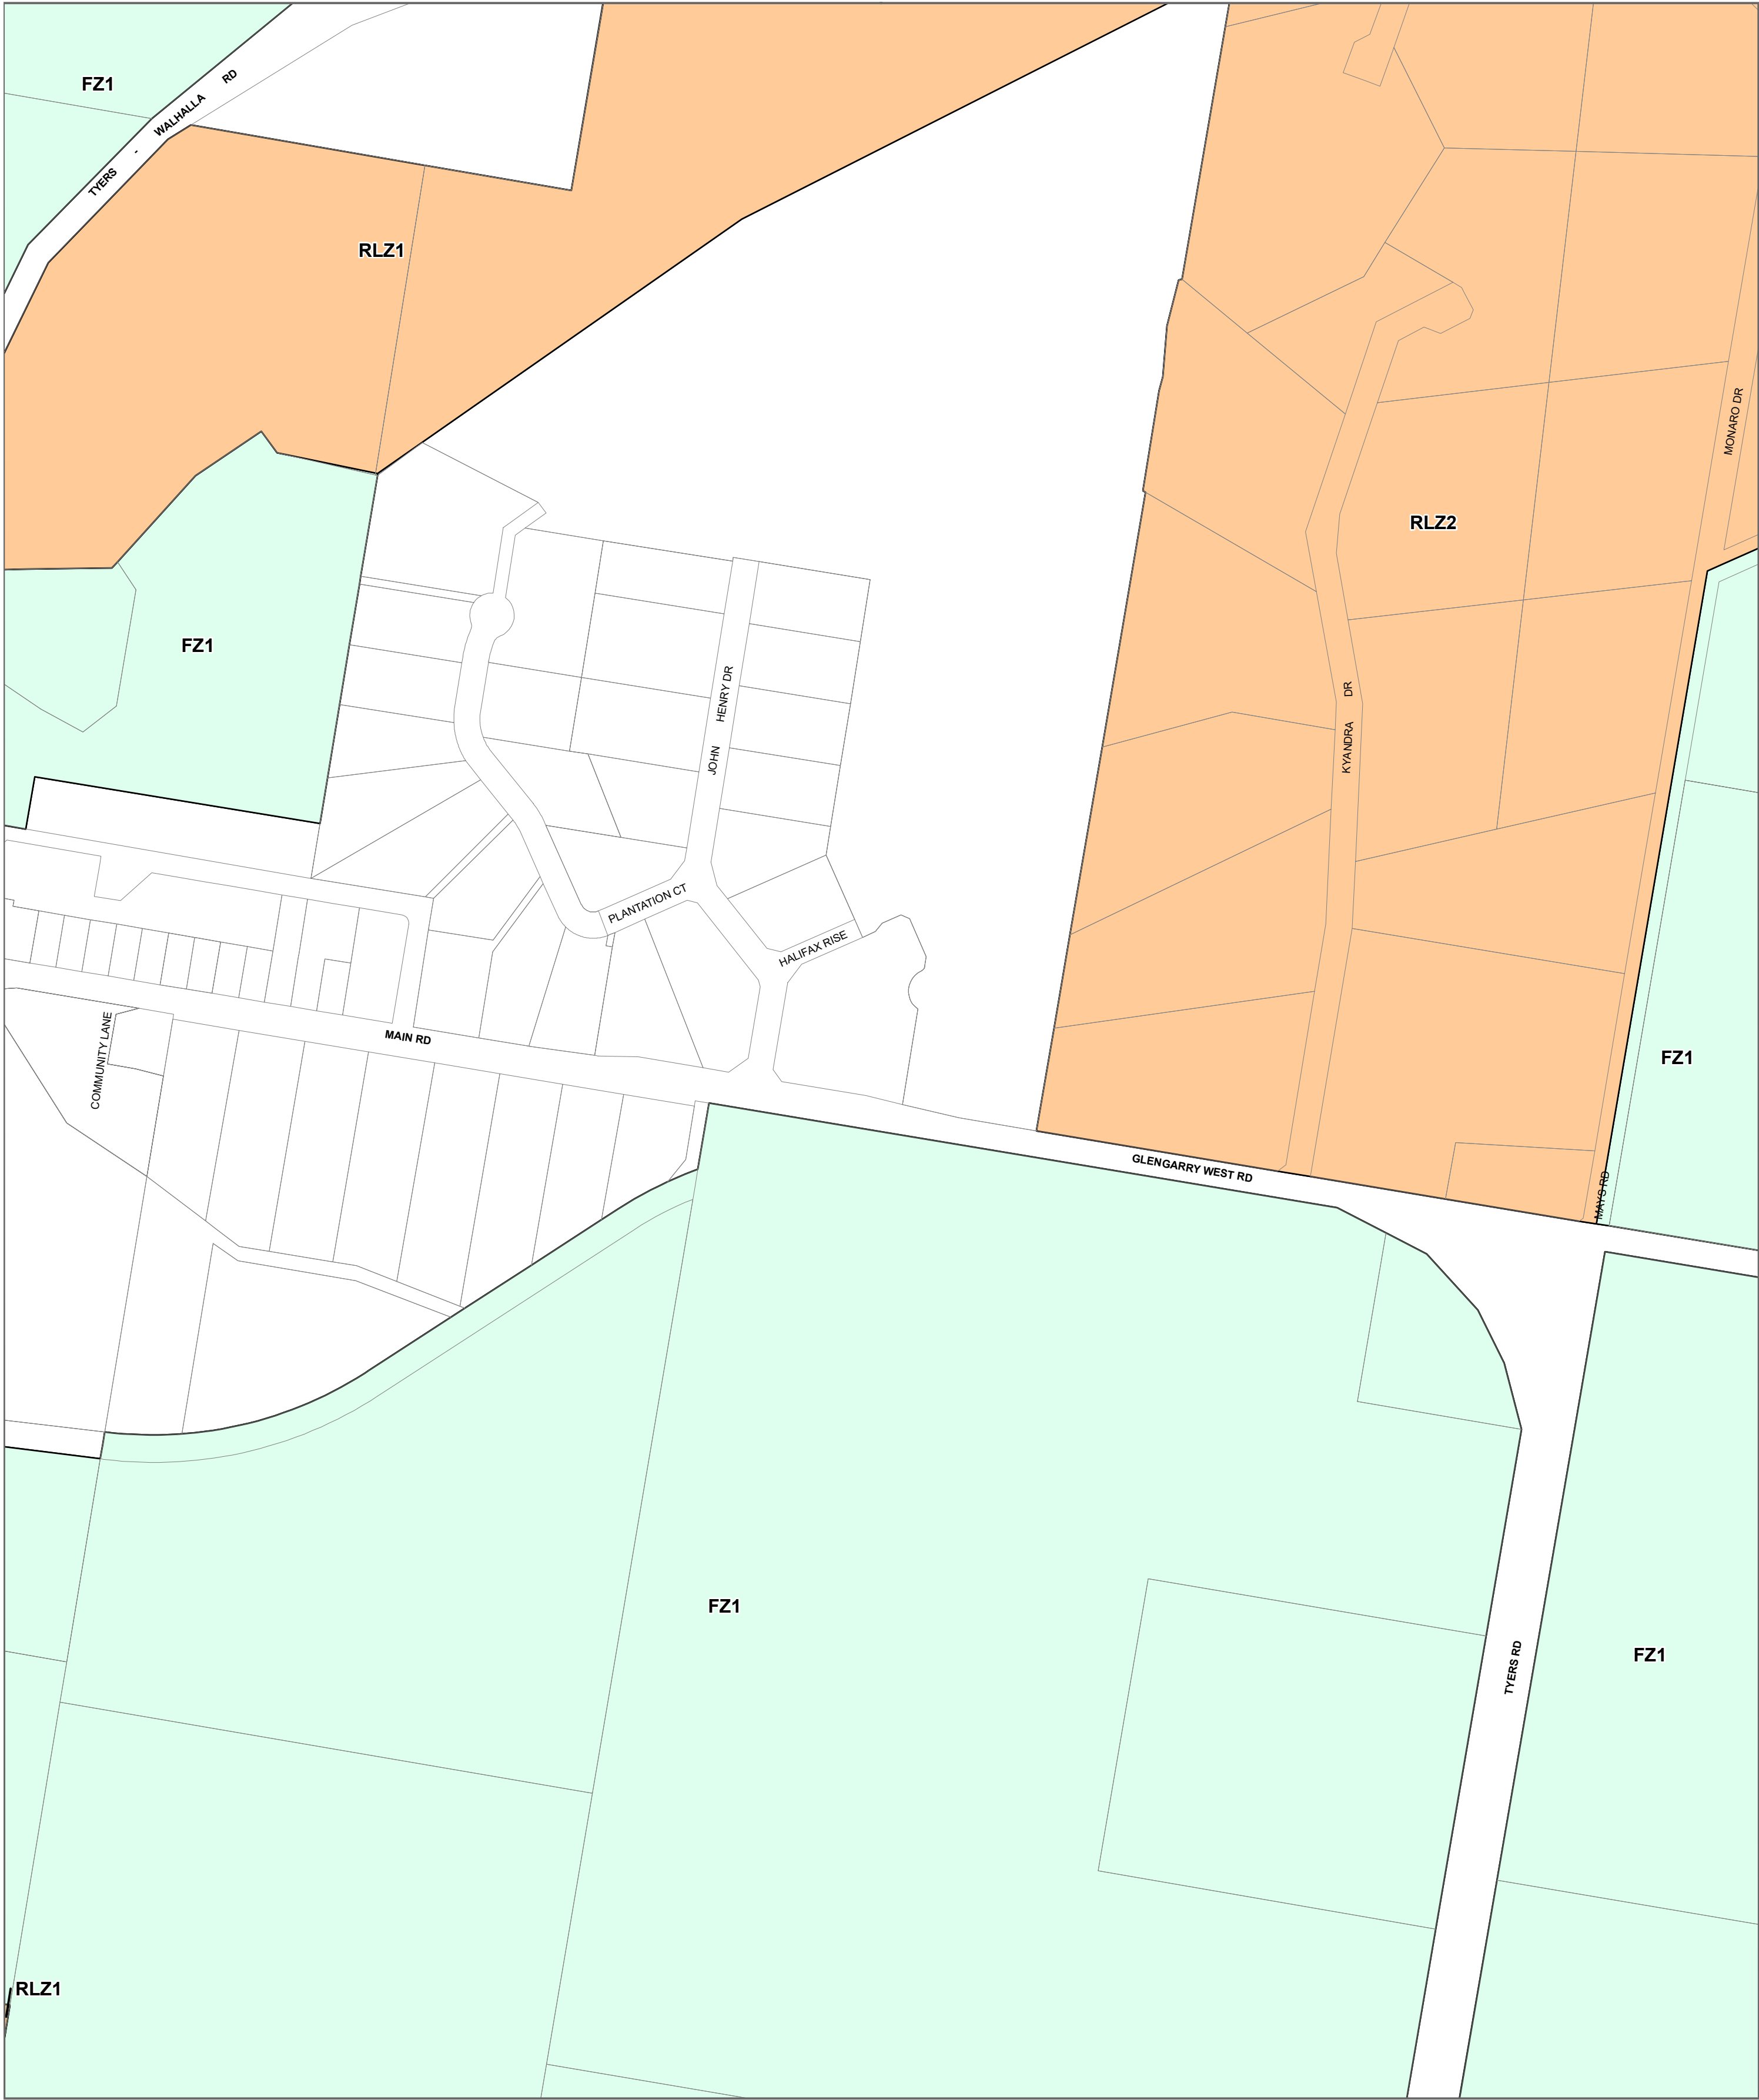 FZ1
TYERS - WALHALLA RD
RLZ1
MONARO DR
RLZ2
FZ1
JOHN HENRY DR
KYANDRA DR
PLANTATION CT
HALIFAX RISE
MAIN RD
COMMUNITY LANE
FZ1
GLENGARRY WEST RD
MAYS RD
FZ1
TYERS RD
FZ1
RLZ1